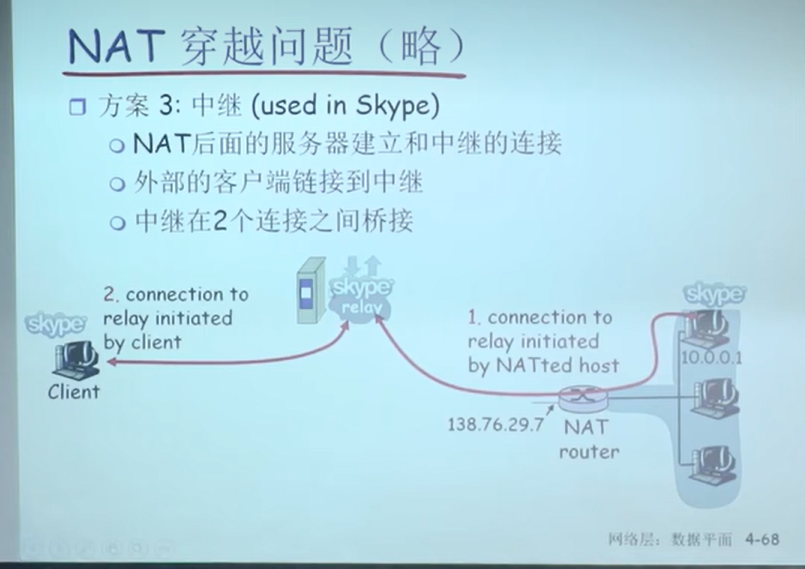 NAT 穿越问题（略）
方案 3: 中继 (used in Skype)
NAT后面的服务器建立和中继的连接
外部的客户端链接到中继
中继在2个连接之间桥接
2. connection to
relay initiated
by client
skype
Client
skype
relay
1. connection to
relay initiated
by NATted host
skype
10.0.0.1
138.76.29.7
NAT
router
网络层：数据平面 4-68